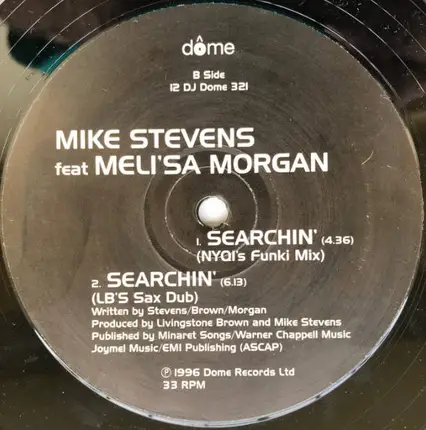 dôme
B Side
12 DJ Dome 321
MIKE STEVENS
feat MELI'SA MORGAN
1. SEARCHIN' (4.36)
(NYQI's Funki Mix)
2. SEARCHIN' (6.13)
(LB'S Sax Dub)
Written by Stevens/Brown/Morgan
Produced by Livingstone Brown and Mike Stevens
Published by Minaret Songs/Warner Chappell Music
Joymel Music/EMI Publishing (ASCAP)
℗ 1996 Dome Records Ltd
33 RPM